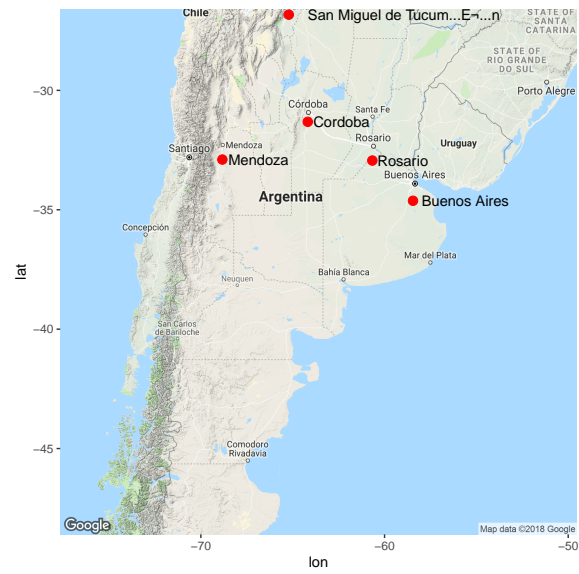 Chile
San Miguel de Tucum...E¬...n
STATE OF
SANTA
CATARINA
STATE OF
RIO GRANDE
DO SUL
Porto Alegre
−30
Córdoba
Cordoba
Santa Fe
Rosario
Uruguay
Santiago
Mendoza
Mendoza
Rosario
Buenos Aires
Argentina
Buenos Aires
−35
Concepción
Mar del Plata
Bahía Blanca
Neuquen
lat
−40
San Carlos
de Bariloche
Comodoro
Rivadavia
−45
Google
Map data ©2018 Google
−70
−60
−50
lon